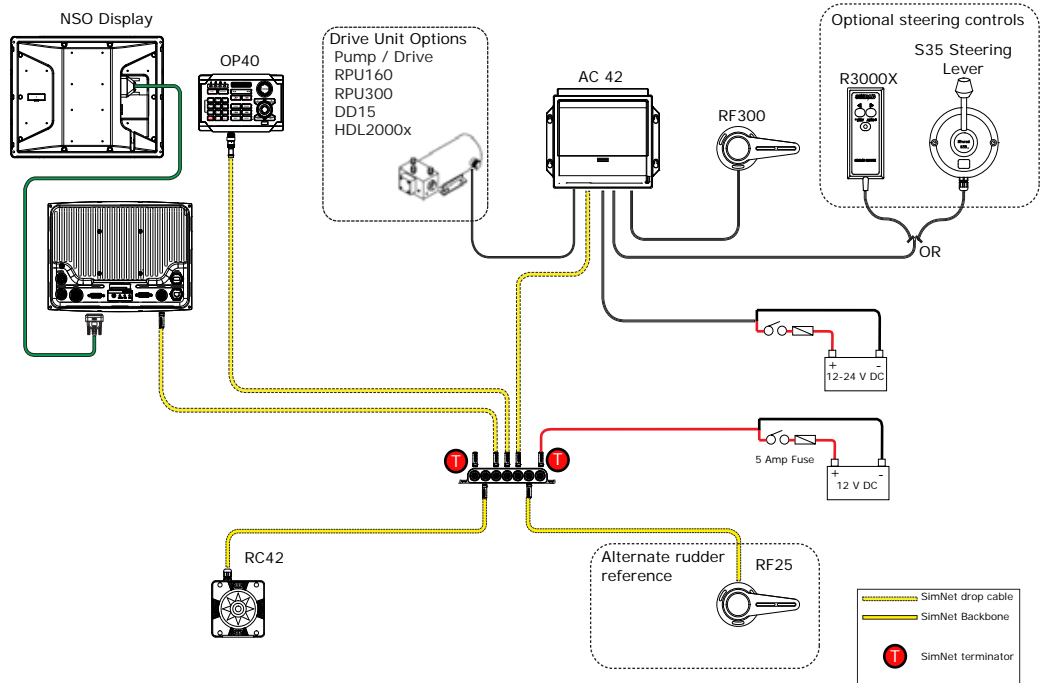 NSO Display
OP40
Drive Unit Options
Pump / Drive
RPU160
RPU300
DD15
HDL2000x
AC 42
RF300
Optional steering controls
R3000X
S35 Steering
Lever
OR
+ -
12-24 V DC
5 Amp Fuse
+ -
12 V DC
T
T
RC42
Alternate rudder
reference
RF25
SimNet drop cable
SimNet Backbone
T
SimNet terminator